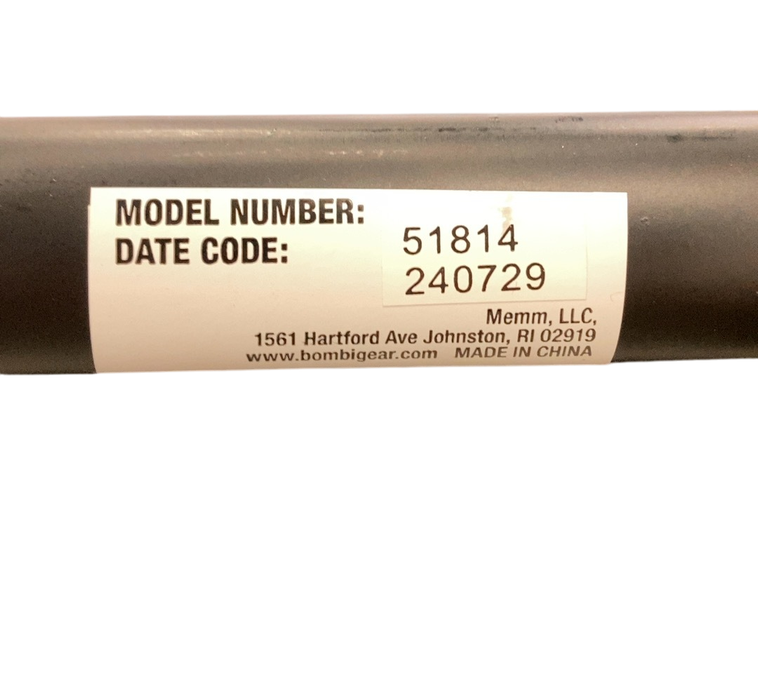 MODEL NUMBER: 51814
DATE CODE: 240729
Memm, LLC,
1561 Hartford Ave Johnston, RI 02919
www.bombigear.com MADE IN CHINA